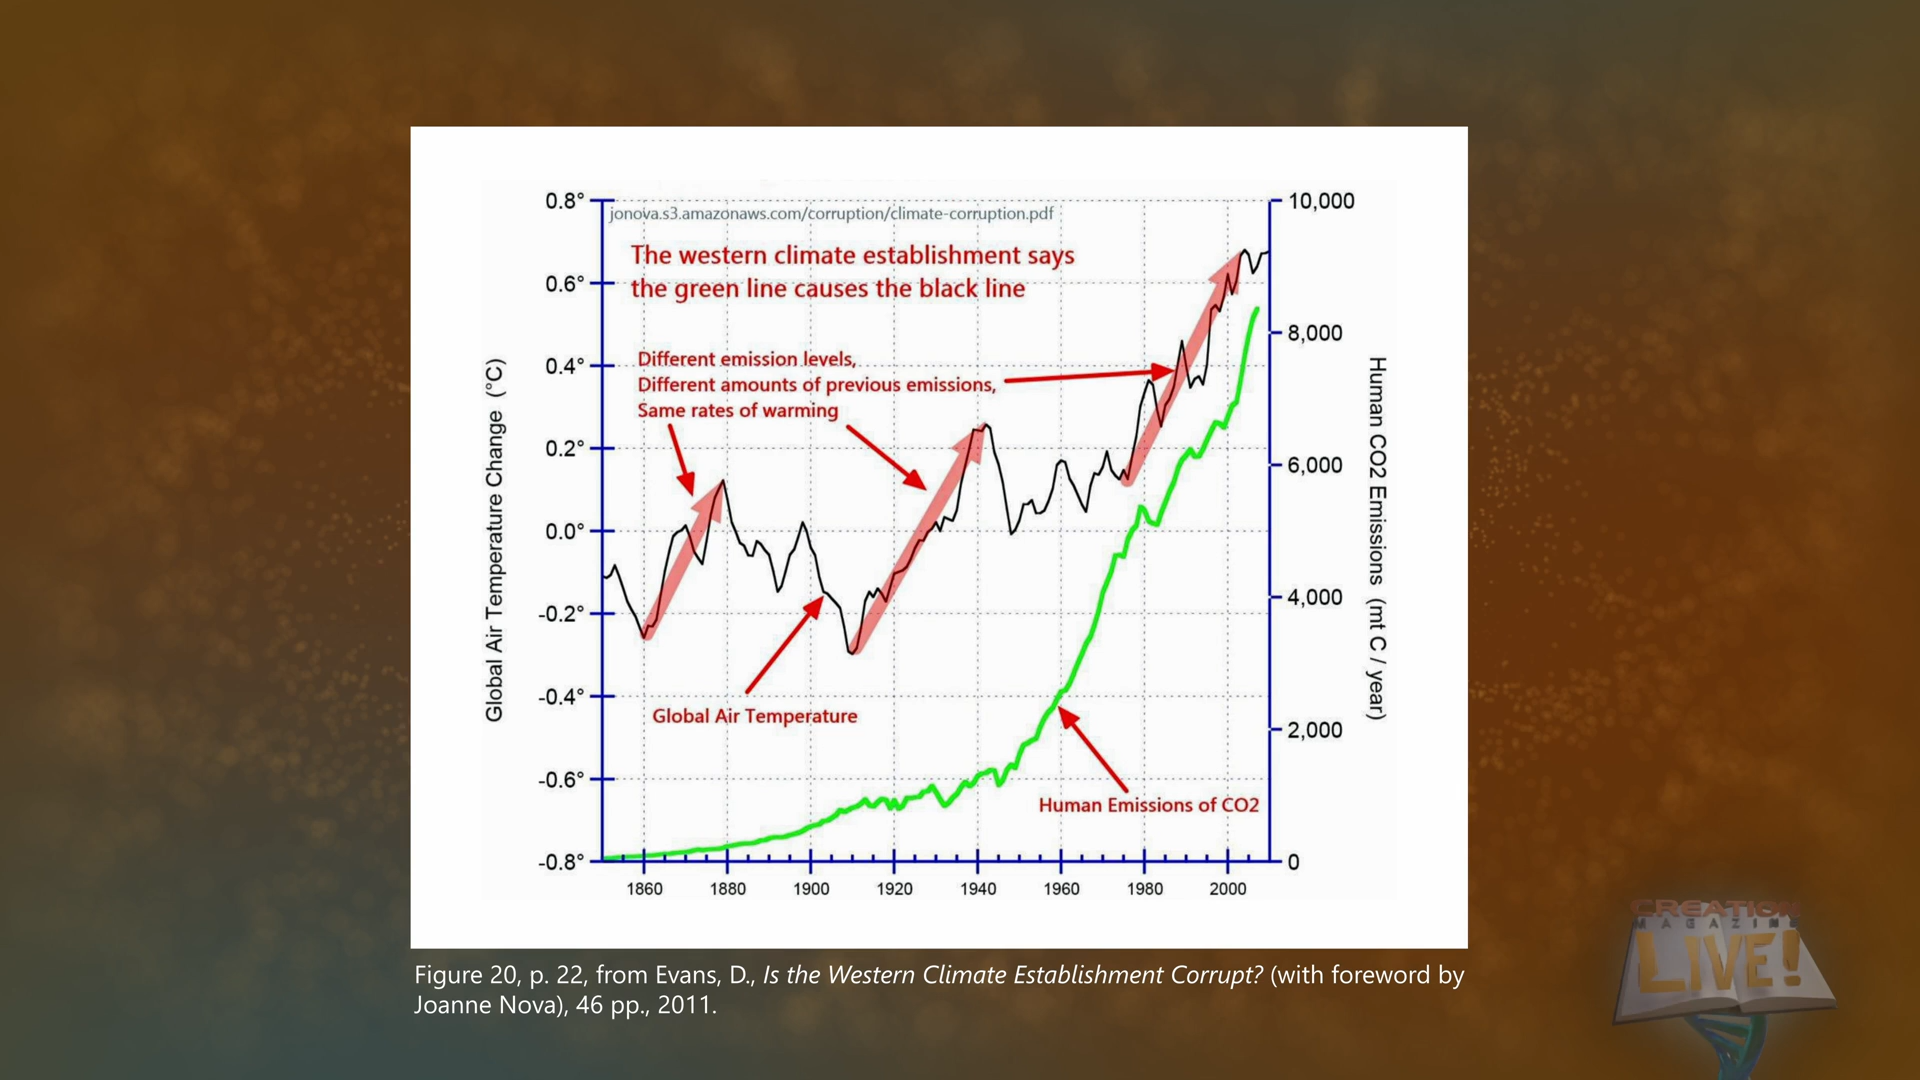 0.8°
10,000
jonova.s3.amazonaws.com/corruption/climate-corruption.pdf
The western climate establishment says
the green line causes the black line
0.6°
8,000
Different emission levels,
Different amounts of previous emissions,
Same rates of warming
0.4°
0.2°
6,000
0.0°
-0.2°
4,000
-0.4°
2,000
-0.6°
-0.8°
0
Global Air Temperature Change (°C)
Human CO2 Emissions (mt C / year)
Global Air Temperature
Human Emissions of CO2
1860 1880 1900 1920 1940 1960 1980 2000
Figure 20, p. 22, from Evans, D., Is the Western Climate Establishment Corrupt? (with foreword by
Joanne Nova), 46 pp., 2011.
CREATION
MAGAZINE
LIVE!